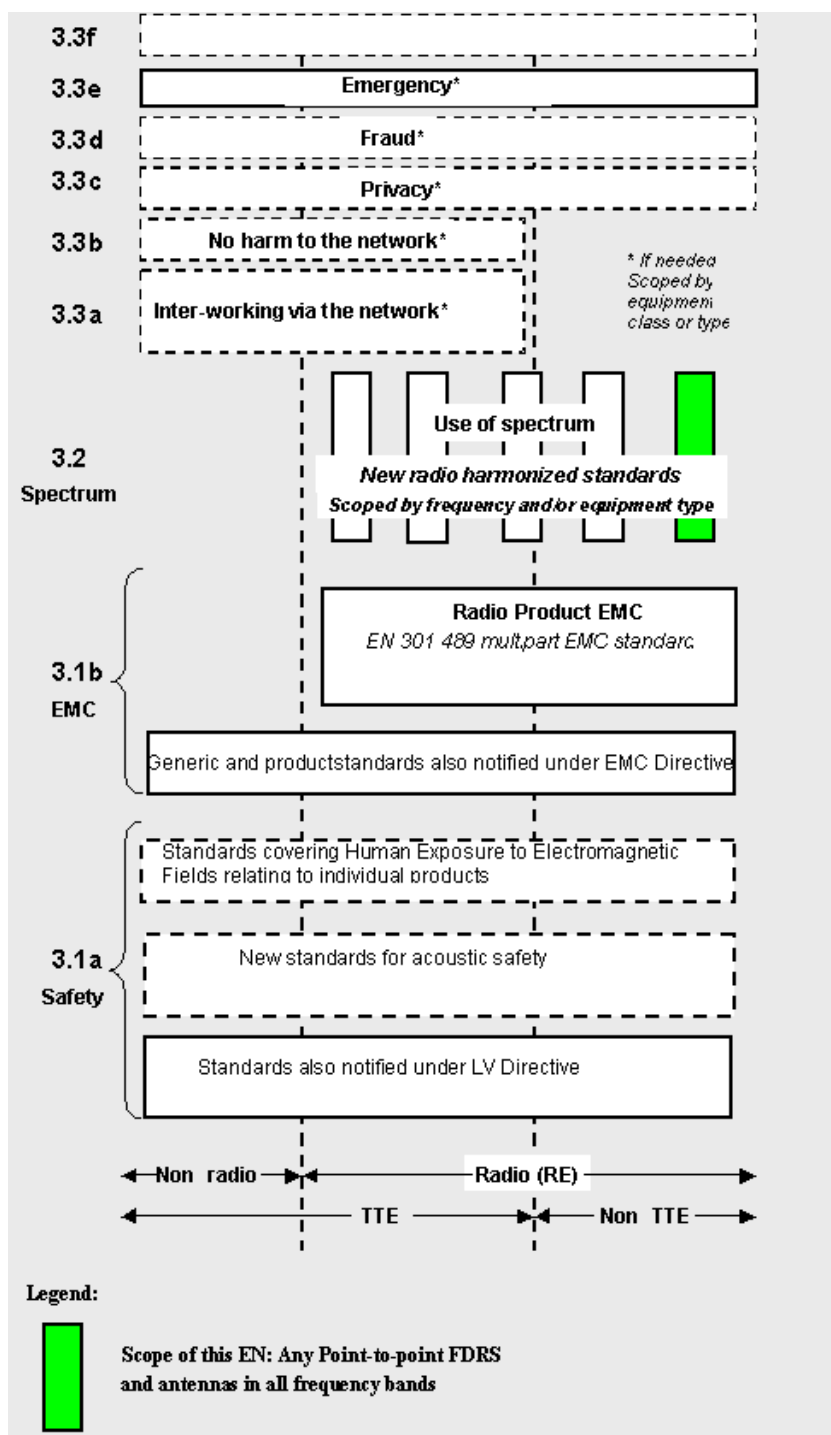 3.3f
3.3e
Emergency*
3.3d
Fraud*
3.3c
Privacy*
3.3b
No harm to the network*
3.3a
Inter-working via the network*
* If needed
Scoped by
equipment
class or type
3.2
Spectrum
Use of spectrum
New radio harmonized standards
Scoped by frequency and/or equipment type
3.1b
EMC
Radio Product EMC
EN 301 489 multipart EMC standard
Generic and productstandards also notified under EMC Directive
3.1a
Safety
Standards covering Human Exposure to Electromagnetic
Fields relating to individual products
New standards for acoustic safety
Standards also notified under LV Directive
Non radio
Radio (RE)
TTE
Non TTE
Legend:
Scope of this EN: Any Point-to-point FDRS
and antennas in all frequency bands